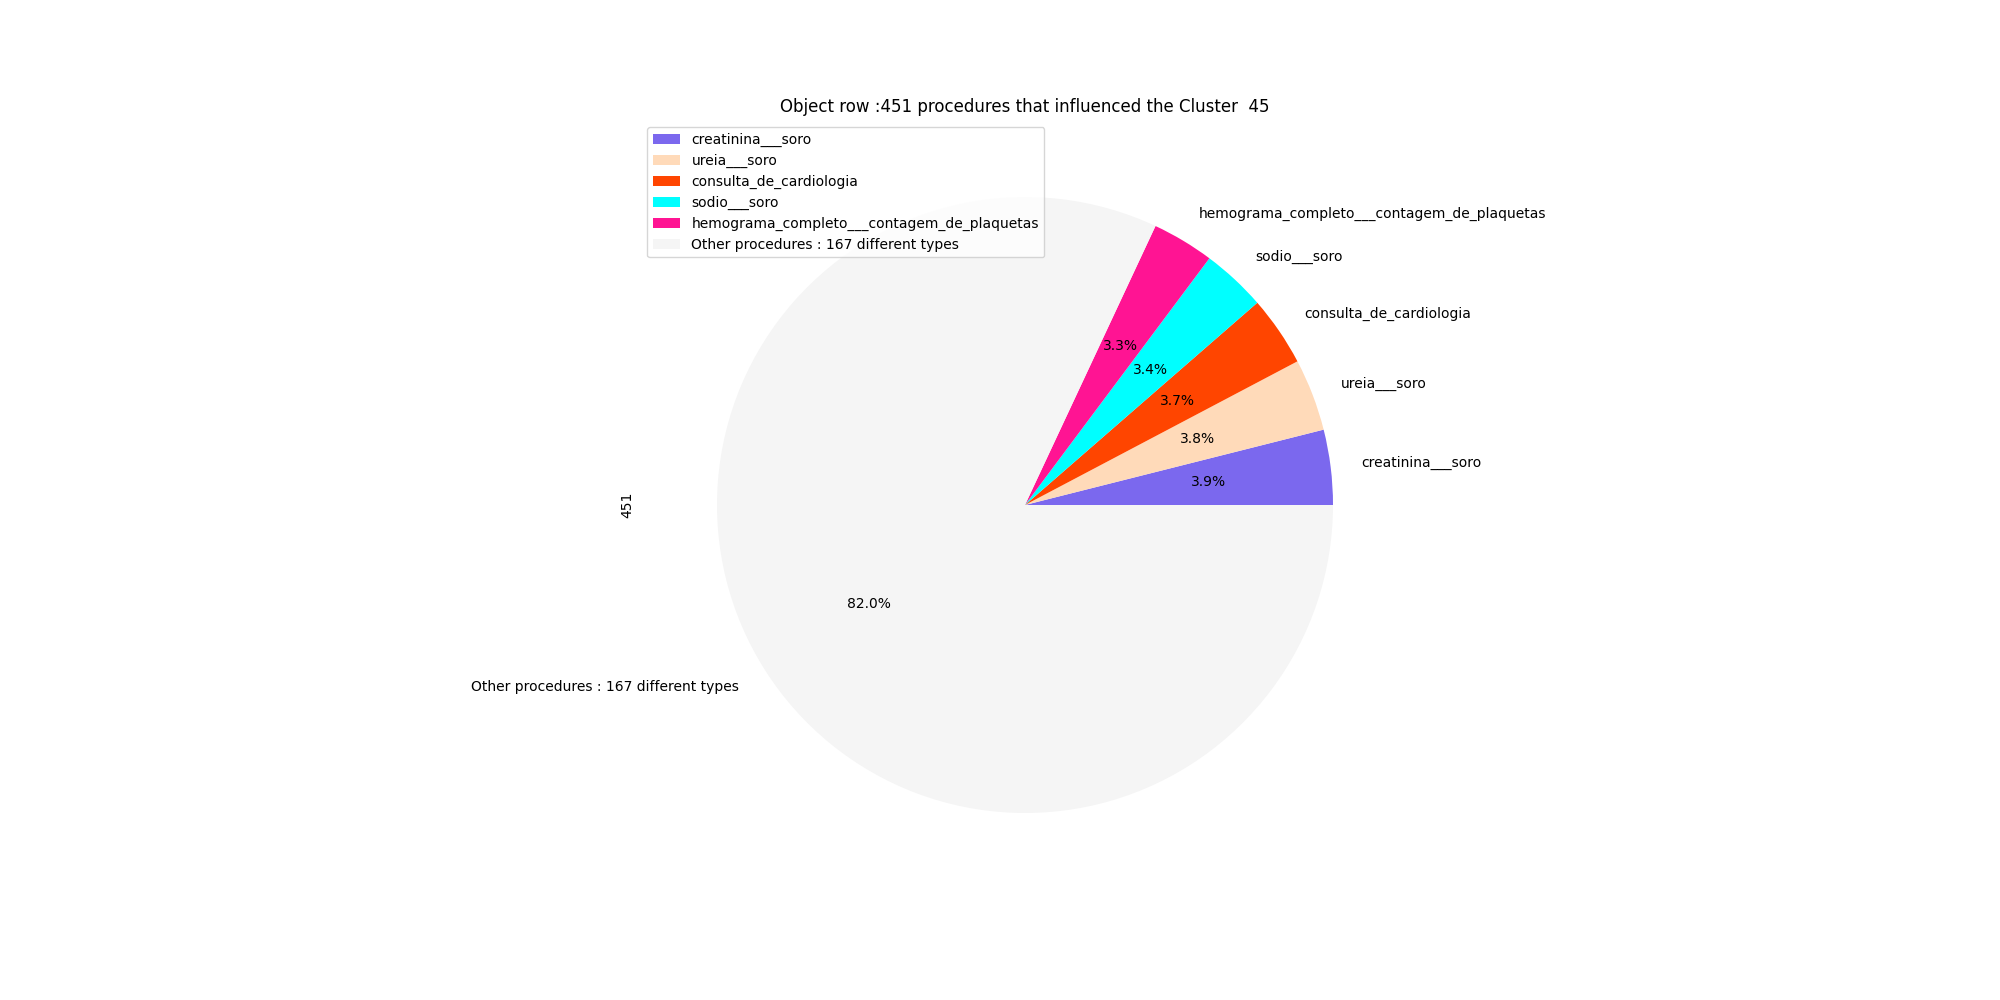 Object row :451 procedures that influenced the Cluster  45
creatinina___soro
ureia___soro
consulta_de_cardiologia
sodio___soro
hemograma_completo___contagem_de_plaquetas
Other procedures : 167 different types
hemograma_completo___contagem_de_plaquetas
sodio___soro
consulta_de_cardiologia
ureia___soro
creatinina___soro
3.3%
3.4%
3.7%
3.8%
3.9%
451
82.0%
Other procedures : 167 different types